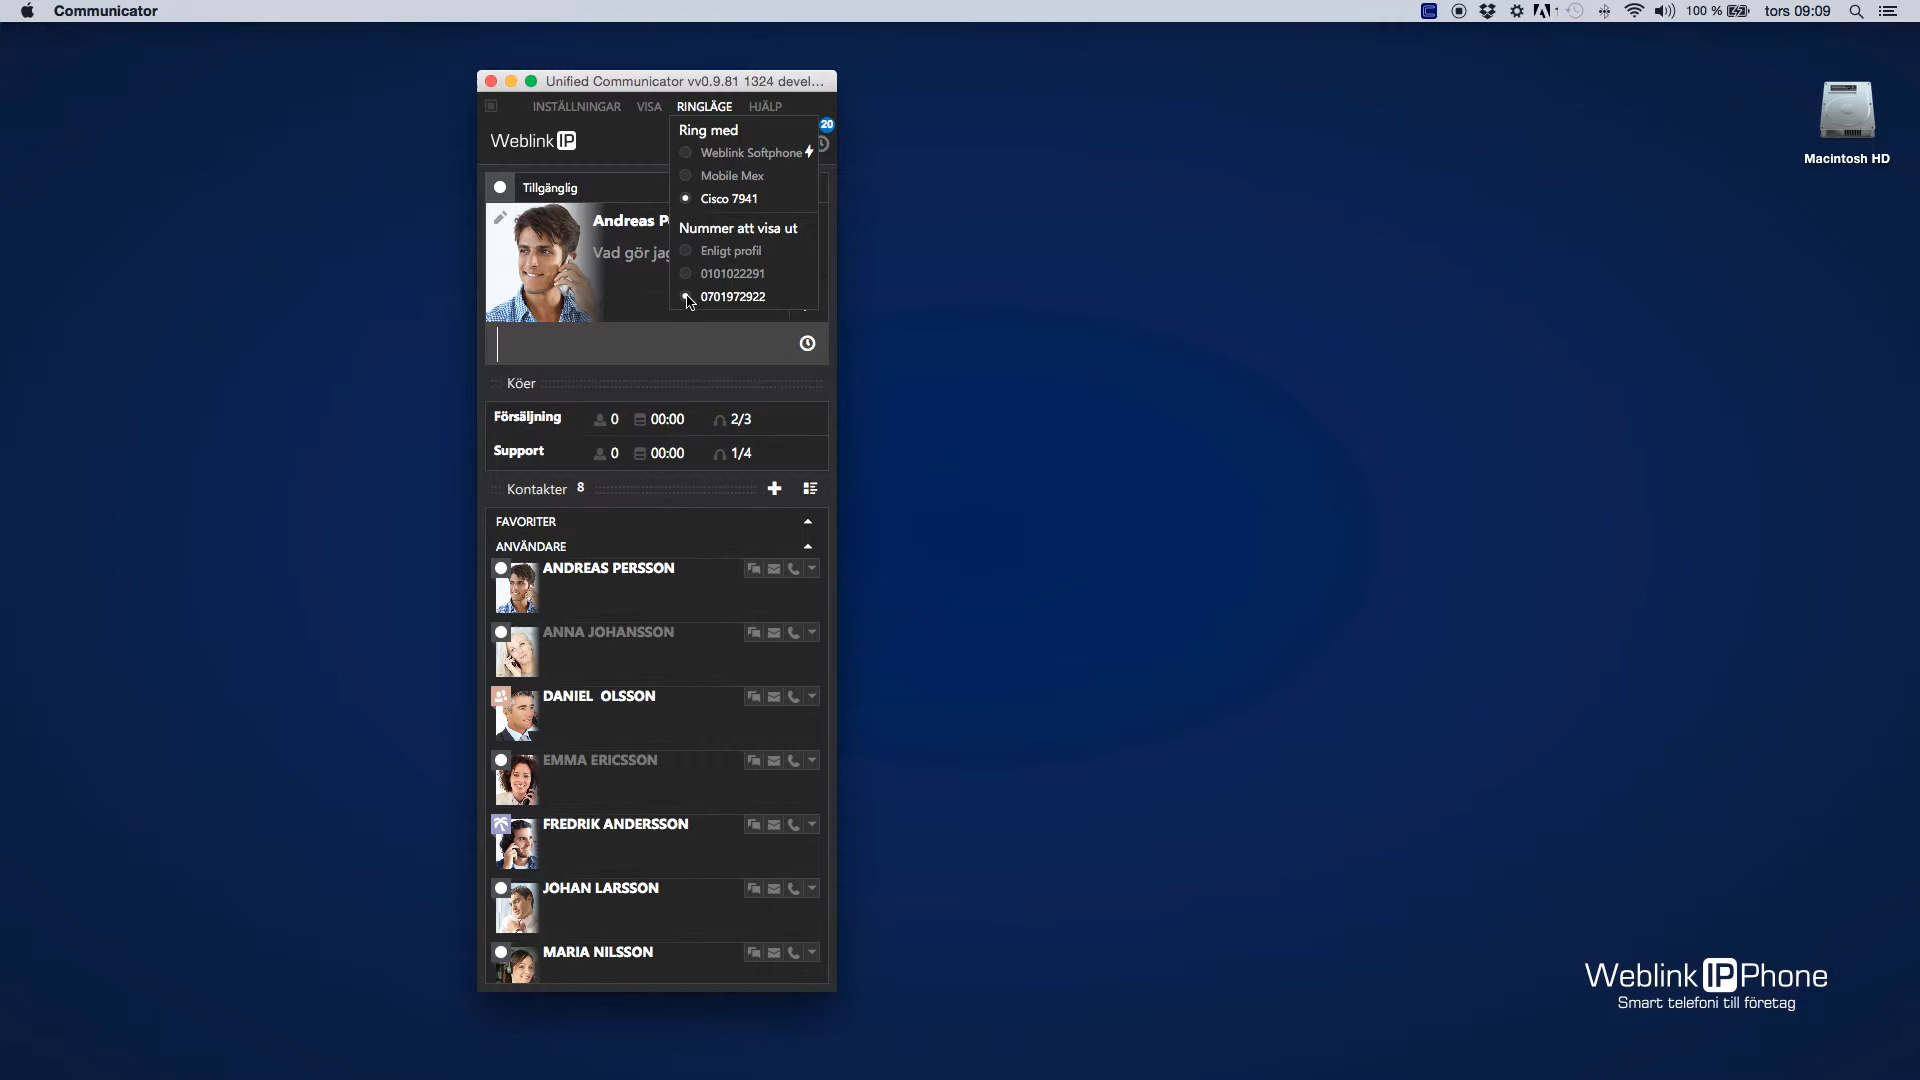 Communicator
100 %
tors 09:09
Macintosh HD
Unified Communicator vv0.9.81 1324 devel...
INSTÄLLNINGAR VISA RINGLÄGE HJÄLP
20
Weblink IP
Ring med
Weblink Softphone
Mobile Mex
Cisco 7941
Nummer att visa ut
Enligt profil
0101022291
0701972922
Tillgänglig
Andreas P
Vad gör jag
Köer
Försäljning 0 00:00 2/3
Support 0 00:00 1/4
Kontakter 8
FAVORITER
ANVÄNDARE
ANDREAS PERSSON
ANNA JOHANSSON
DANIEL OLSSON
EMMA ERICSSON
FREDRIK ANDERSSON
JOHAN LARSSON
MARIA NILSSON
Weblink IP Phone
Smart telefoni till företag